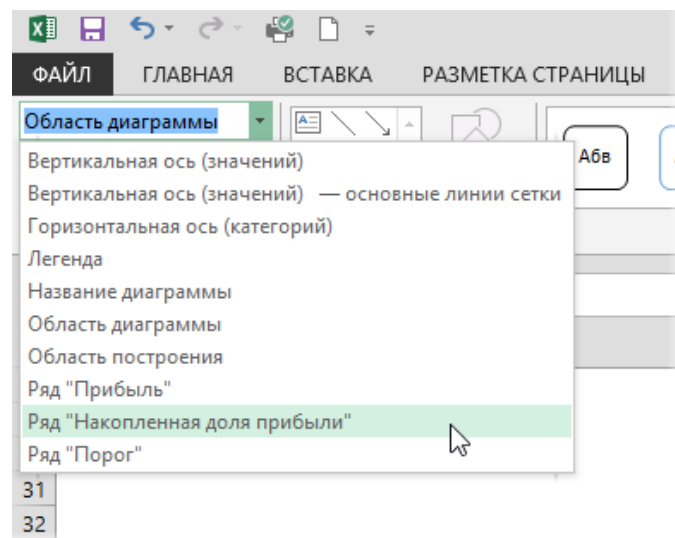 ФАЙЛ ГЛАВНАЯ ВСТАВКА РАЗМЕТКА СТРАНИЦЫ
Область диаграммы
Абв
Вертикальная ось (значений)
Вертикальная ось (значений) — основные линии сетки
Горизонтальная ось (категорий)
Легенда
Название диаграммы
Область диаграммы
Область построения
Ряд "Прибыль"
Ряд "Накопленная доля прибыли"
Ряд "Порог"
31
32